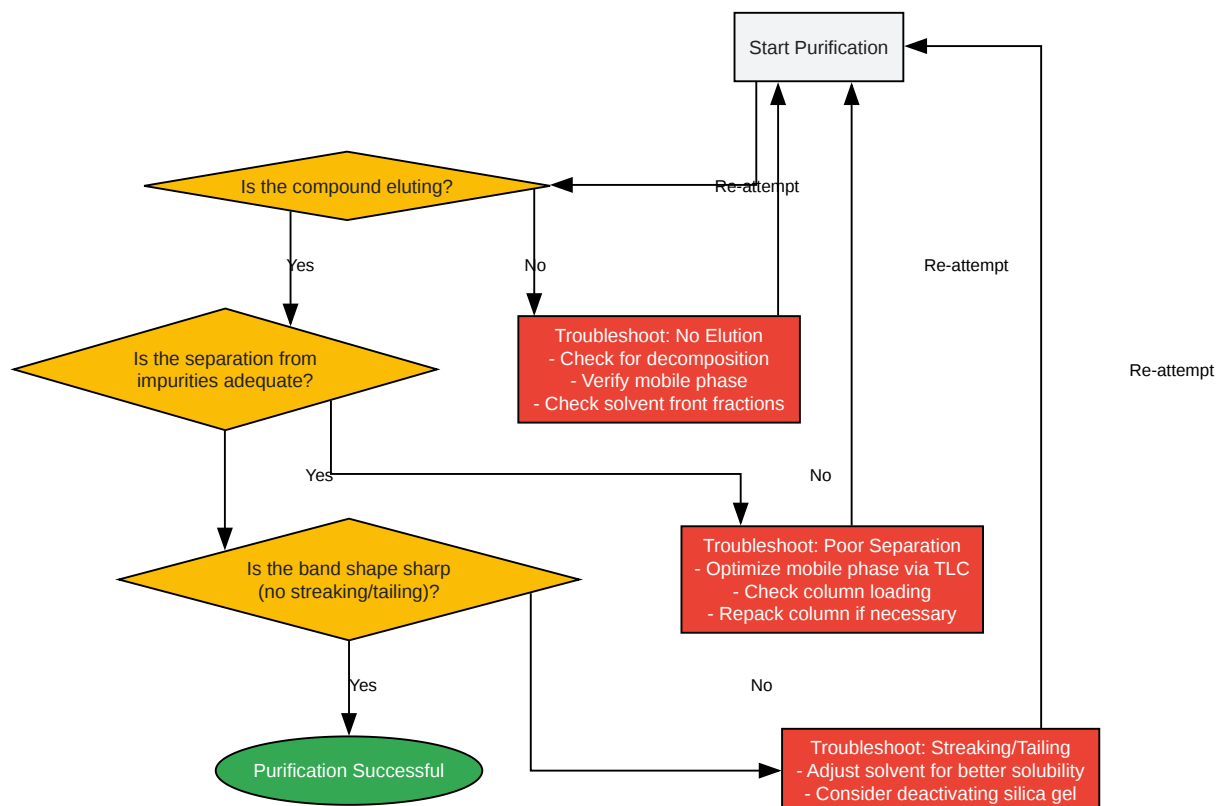 Start Purification
Is the compound eluting?
Re-attempt
Yes
No
Re-attempt
Is the separation from
impurities adequate?
Troubleshoot: No Elution
- Check for decomposition
- Verify mobile phase
- Check solvent front fractions
Re-attempt
Yes
No
Is the band shape sharp
(no streaking/tailing)?
Troubleshoot: Poor Separation
- Optimize mobile phase via TLC
- Check column loading
- Repack column if necessary
Yes
No
Purification Successful
Troubleshoot: Streaking/Tailing
- Adjust solvent for better solubility
- Consider deactivating silica gel